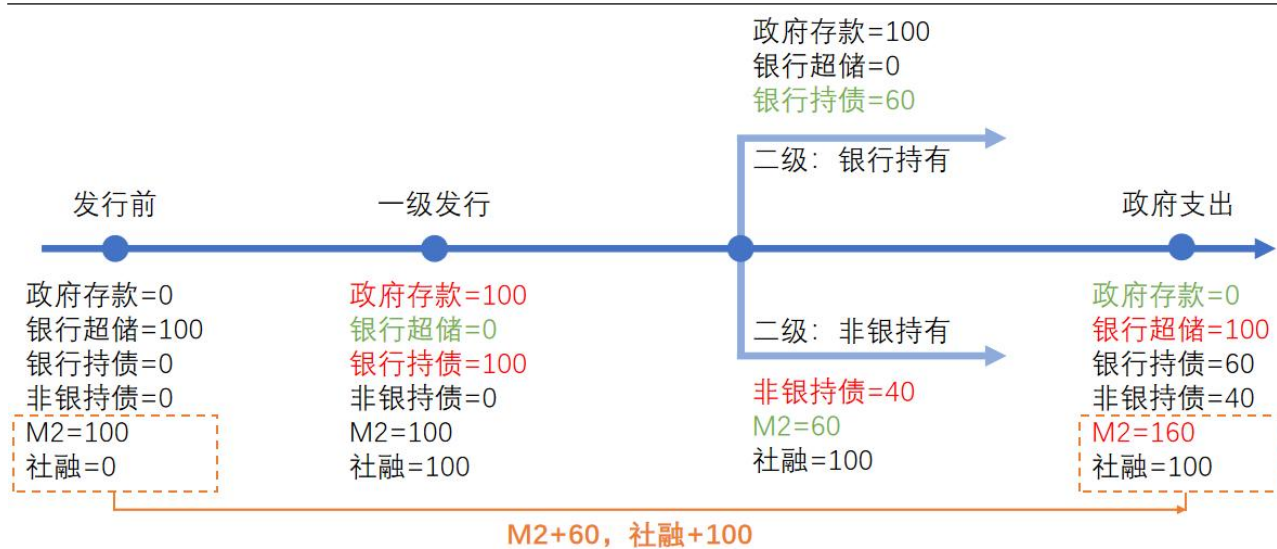 发行前
政府存款=0
银行超储=100
银行持债=0
非银持债=0
M2=100
社融=0
一级发行
政府存款=100
银行超储=0
银行持债=100
非银持债=0
M2=100
社融=100
政府存款=100
银行超储=0
银行持债=60
二级：银行持有
二级：非银持有
非银持债=40
M2=60
社融=100
政府支出
政府存款=0
银行超储=100
银行持债=60
非银持债=40
M2=160
社融=100
M2+60，社融+100